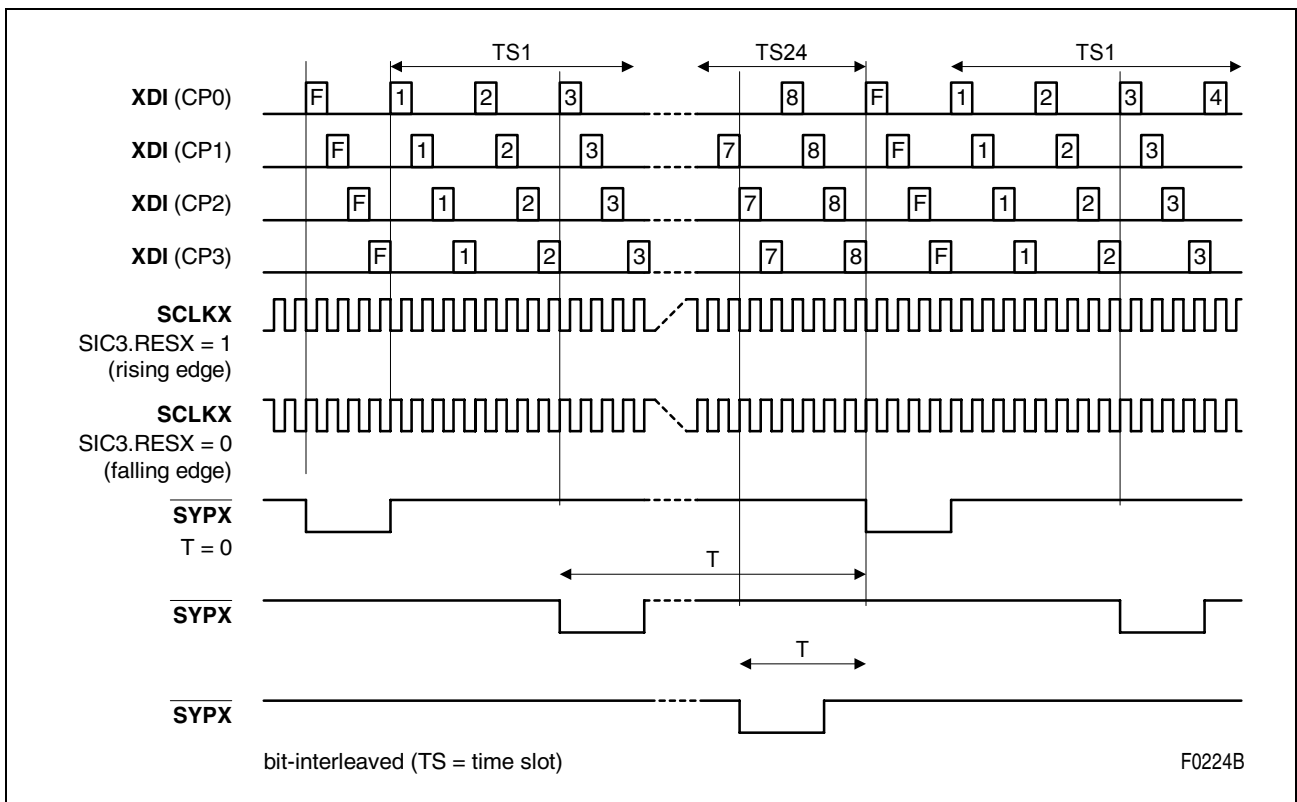 TS1 TS24 TS1
XDI (CP0) F 1 2 3 8 F 1 2 3 4
XDI (CP1) F 1 2 3 7 8 F 1 2 3
XDI (CP2) F 1 2 3 7 8 F 1 2 3
XDI (CP3) F 1 2 3 7 8 F 1 2 3
SCLKX
SIC3.RESX = 1
(rising edge)
SCLKX
SIC3.RESX = 0
(falling edge)
SYPX
T = 0
T
SYPX
T
SYPX
bit-interleaved (TS = time slot) F0224B